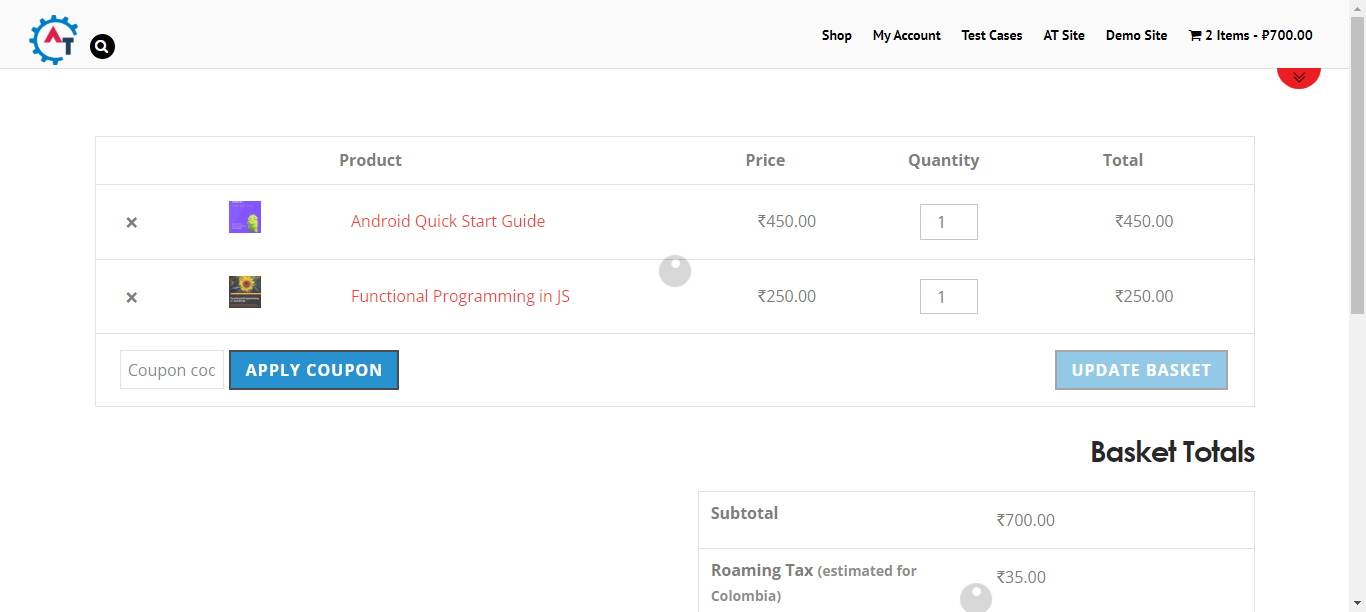 AT
Shop My Account Test Cases AT Site Demo Site 2 Items - ₽700.00
Product Price Quantity Total
× Android Quick Start Guide ₹450.00 1 ₹450.00
× Functional Programming in JS ₹250.00 1 ₹250.00
Coupon coc APPLY COUPON UPDATE BASKET
Basket Totals
Subtotal ₹700.00
Roaming Tax (estimated for Colombia) ₹35.00